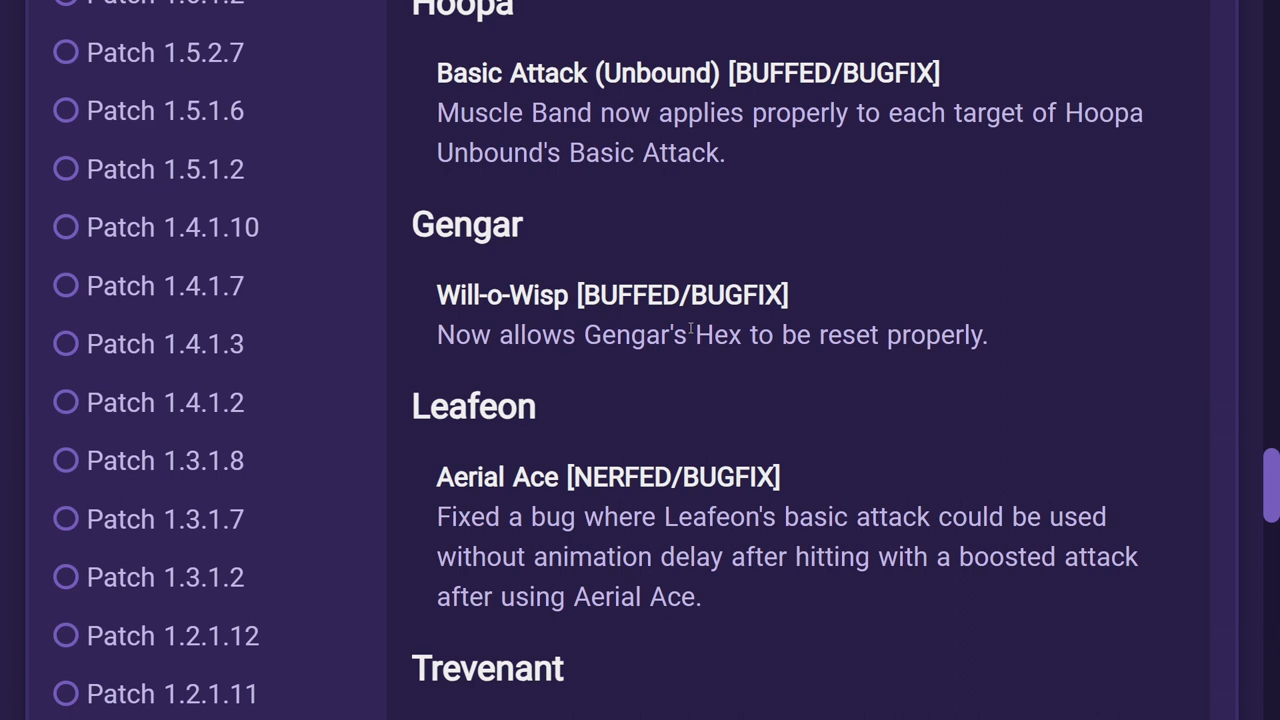 Patch 1.5.2.7
Patch 1.5.1.6
Patch 1.5.1.2
Patch 1.4.1.10
Patch 1.4.1.7
Patch 1.4.1.3
Patch 1.4.1.2
Patch 1.3.1.8
Patch 1.3.1.7
Patch 1.3.1.2
Patch 1.2.1.12
Patch 1.2.1.11
Hoopa
Basic Attack (Unbound) [BUFFED/BUGFIX]
Muscle Band now applies properly to each target of Hoopa
Unbound's Basic Attack.
Gengar
Will-o-Wisp [BUFFED/BUGFIX]
Now allows Gengar's Hex to be reset properly.
Leafeon
Aerial Ace [NERFED/BUGFIX]
Fixed a bug where Leafeon's basic attack could be used
without animation delay after hitting with a boosted attack
after using Aerial Ace.
Trevenant